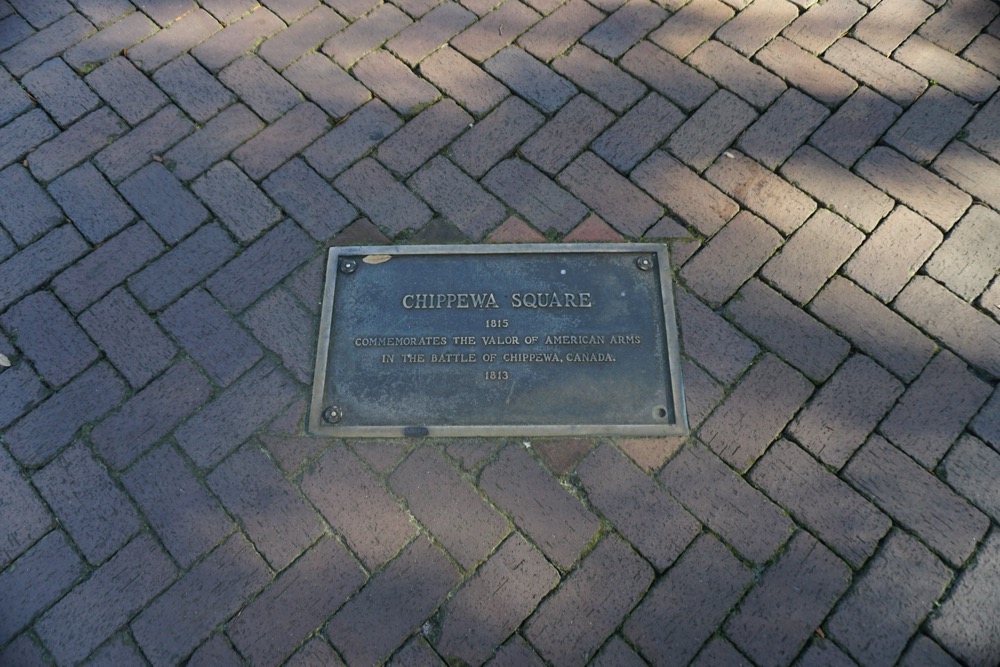 CHIPPEWA SQUARE
1815
COMMEMORATES THE VALOR OF AMERICAN ARMS
IN THE BATTLE OF CHIPPEWA, CANADA.
1813